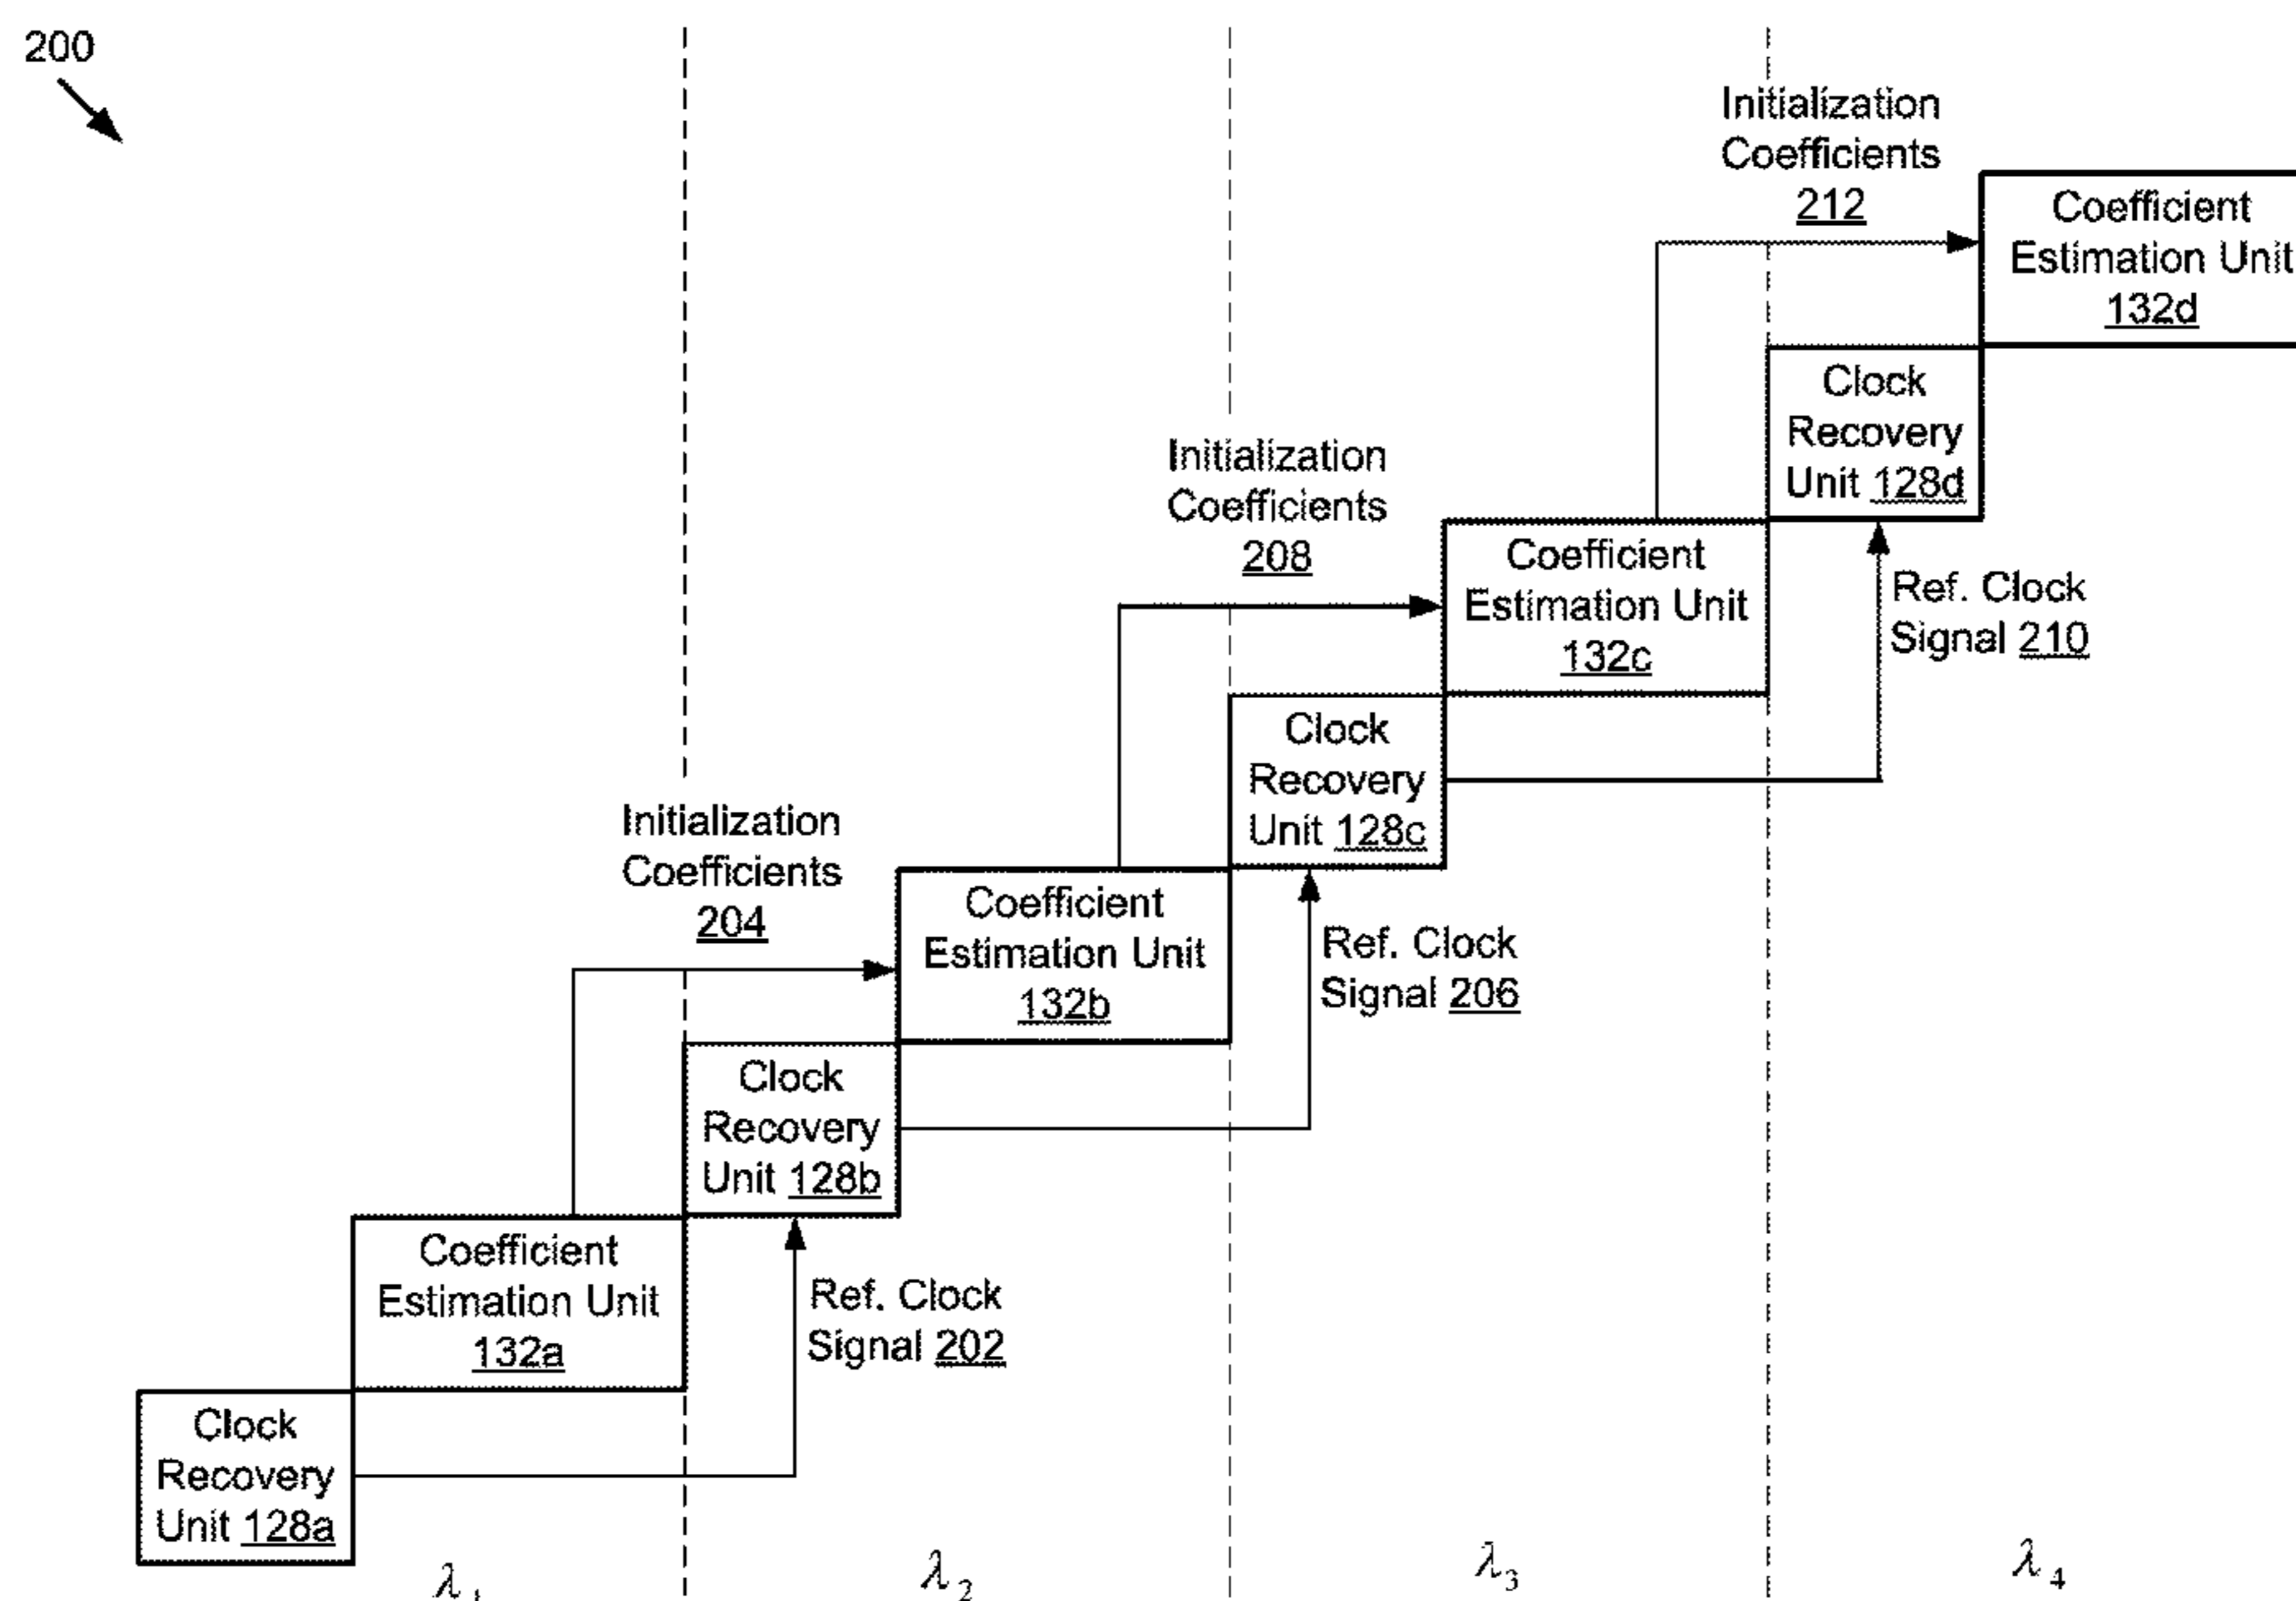 200
Initialization
Coefficients
212
Coefficient
Estimation Unit
132d
Clock
Recovery
Unit 128d
Initialization
Coefficients
208
Coefficient
Estimation Unit
132c
Ref. Clock
Signal 210
Clock
Recovery
Unit 128c
Initialization
Coefficients
204
Coefficient
Estimation Unit
132b
Ref. Clock
Signal 206
Clock
Recovery
Unit 128b
Coefficient
Estimation Unit
132a
Ref. Clock
Signal 202
Clock
Recovery
Unit 128a
λ1
λ2
λ3
λ4